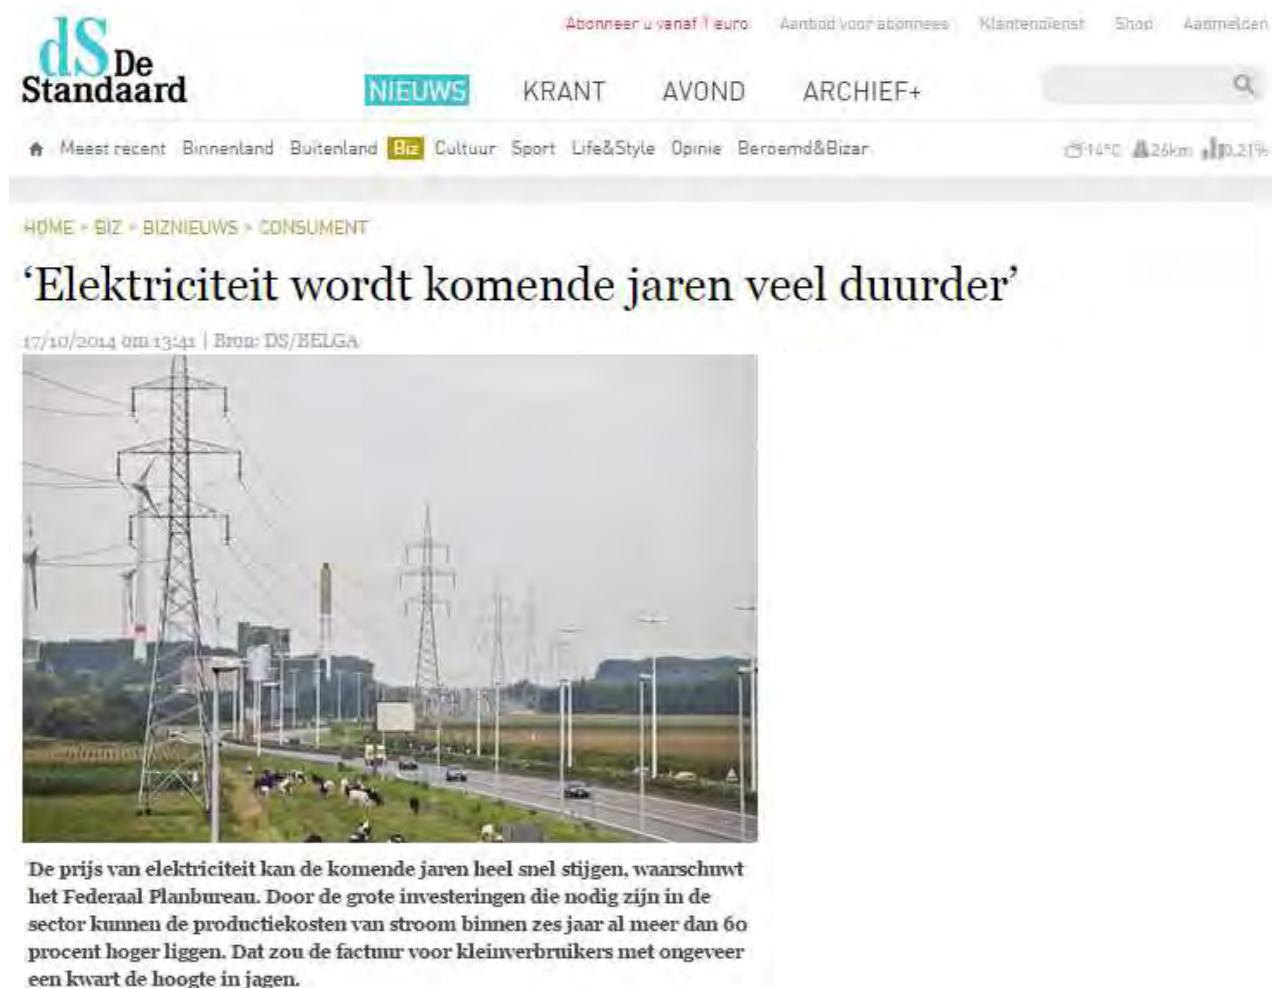 dS De
Standaard
Abonneer u vanaf 1 euro Aanbod voor abonnees Klantendienst Shop Aanmelden
NIEUWS KRANT AVOND ARCHIEF+
Meest recent Binnenland Buitenland Biz Cultuur Sport Life&Style Opinie Beroemd&Bizar
14°C 26km 0,21%
HOME > BIZ > BIZNIEUWS > CONSUMENT
‘Elektriciteit wordt komende jaren veel duurder’
17/10/2014 om 13:41 | Bron: DS/BELGA
De prijs van elektriciteit kan de komende jaren heel snel stijgen, waarschuwt
het Federaal Planbureau. Door de grote investeringen die nodig zijn in de
sector kunnen de productiekosten van stroom binnen zes jaar al meer dan 60
procent hoger liggen. Dat zou de factuur voor kleinverbruikers met ongeveer
een kwart de hoogte in jagen.